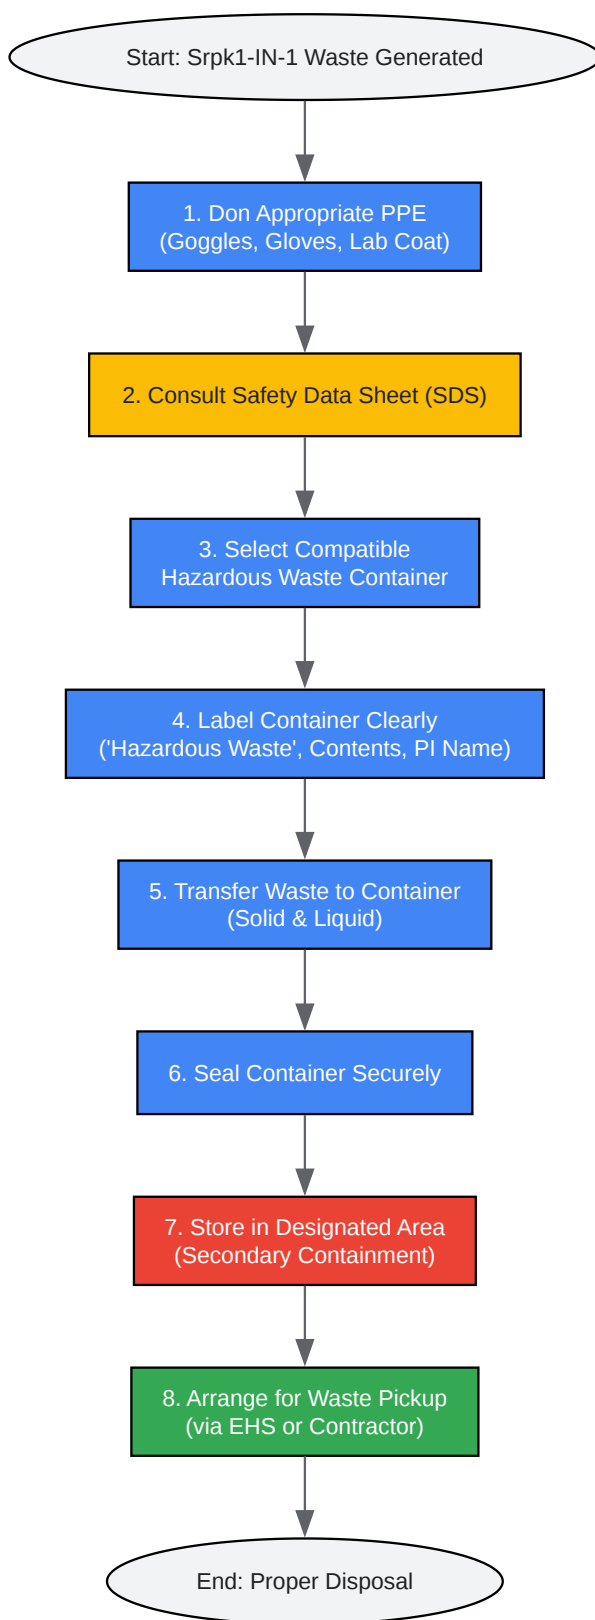 Start: Srpk1-IN-1 Waste Generated
1. Don Appropriate PPE
(Goggles, Gloves, Lab Coat)
2. Consult Safety Data Sheet (SDS)
3. Select Compatible
Hazardous Waste Container
4. Label Container Clearly
('Hazardous Waste', Contents, PI Name)
5. Transfer Waste to Container
(Solid & Liquid)
6. Seal Container Securely
7. Store in Designated Area
(Secondary Containment)
8. Arrange for Waste Pickup
(via EHS or Contractor)
End: Proper Disposal